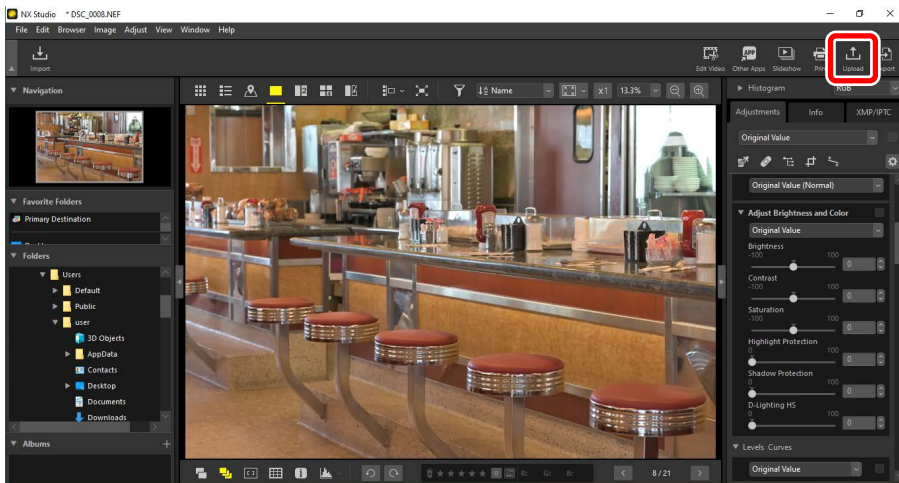 NX Studio * DSC_0008.NEF
File Edit Browser Image Adjust View Window Help
Import
Edit Video Other Apps Slideshow Print Upload Export
Navigation
Name
x1 13.3%
Histogram RGB
Adjustments Info XMP/IPTC
Original Value
Original Value (Normal)
Favorite Folders
Primary Destination
Folders
Users
Default
Public
user
3D Objects
AppData
Contacts
Desktop
Documents
Downloads
Albums
Adjust Brightness and Color
Original Value
Brightness
-100 100
0
Contrast
-100 100
0
Saturation
-100 100
0
Highlight Protection
0 100
0
Shadow Protection
0 100
0
D-Lighting HS
0 100
0
Levels Curves
Original Value
R: G: B:
8 / 21